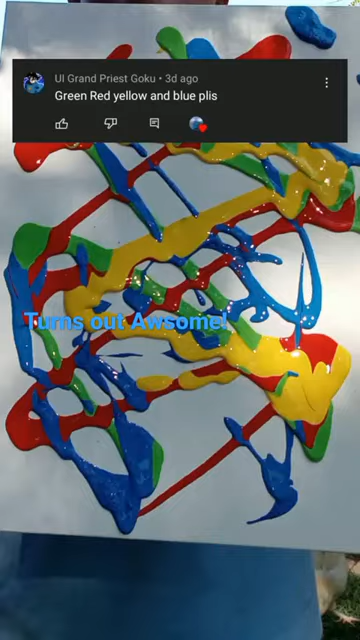 UI Grand Priest Goku • 3d ago
Green Red yellow and blue plis
Turns out Awsome!